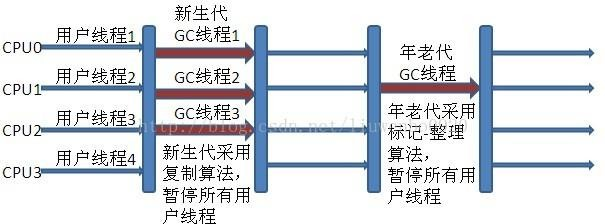 新生代
CPU0 用户线程1 GC线程1 年老代
GC线程
CPU1 用户线程2 GC线程2
CPU2 用户线程3 GC线程3 年老代采用
标记-整理
算法，
暂停所有用
户线程
CPU3 用户线程4 新生代采用
复制算法，
暂停所有用
户线程